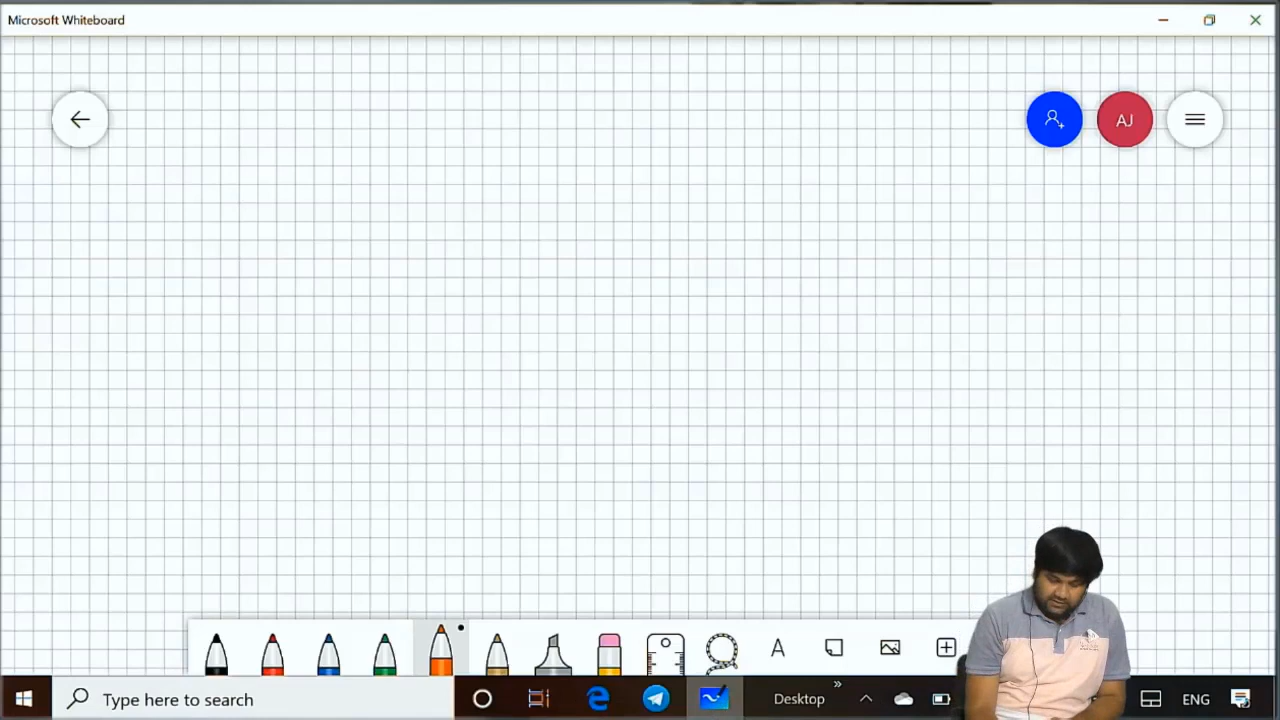 Microsoft Whiteboard
AJ
A
Type here to search
Desktop
ENG